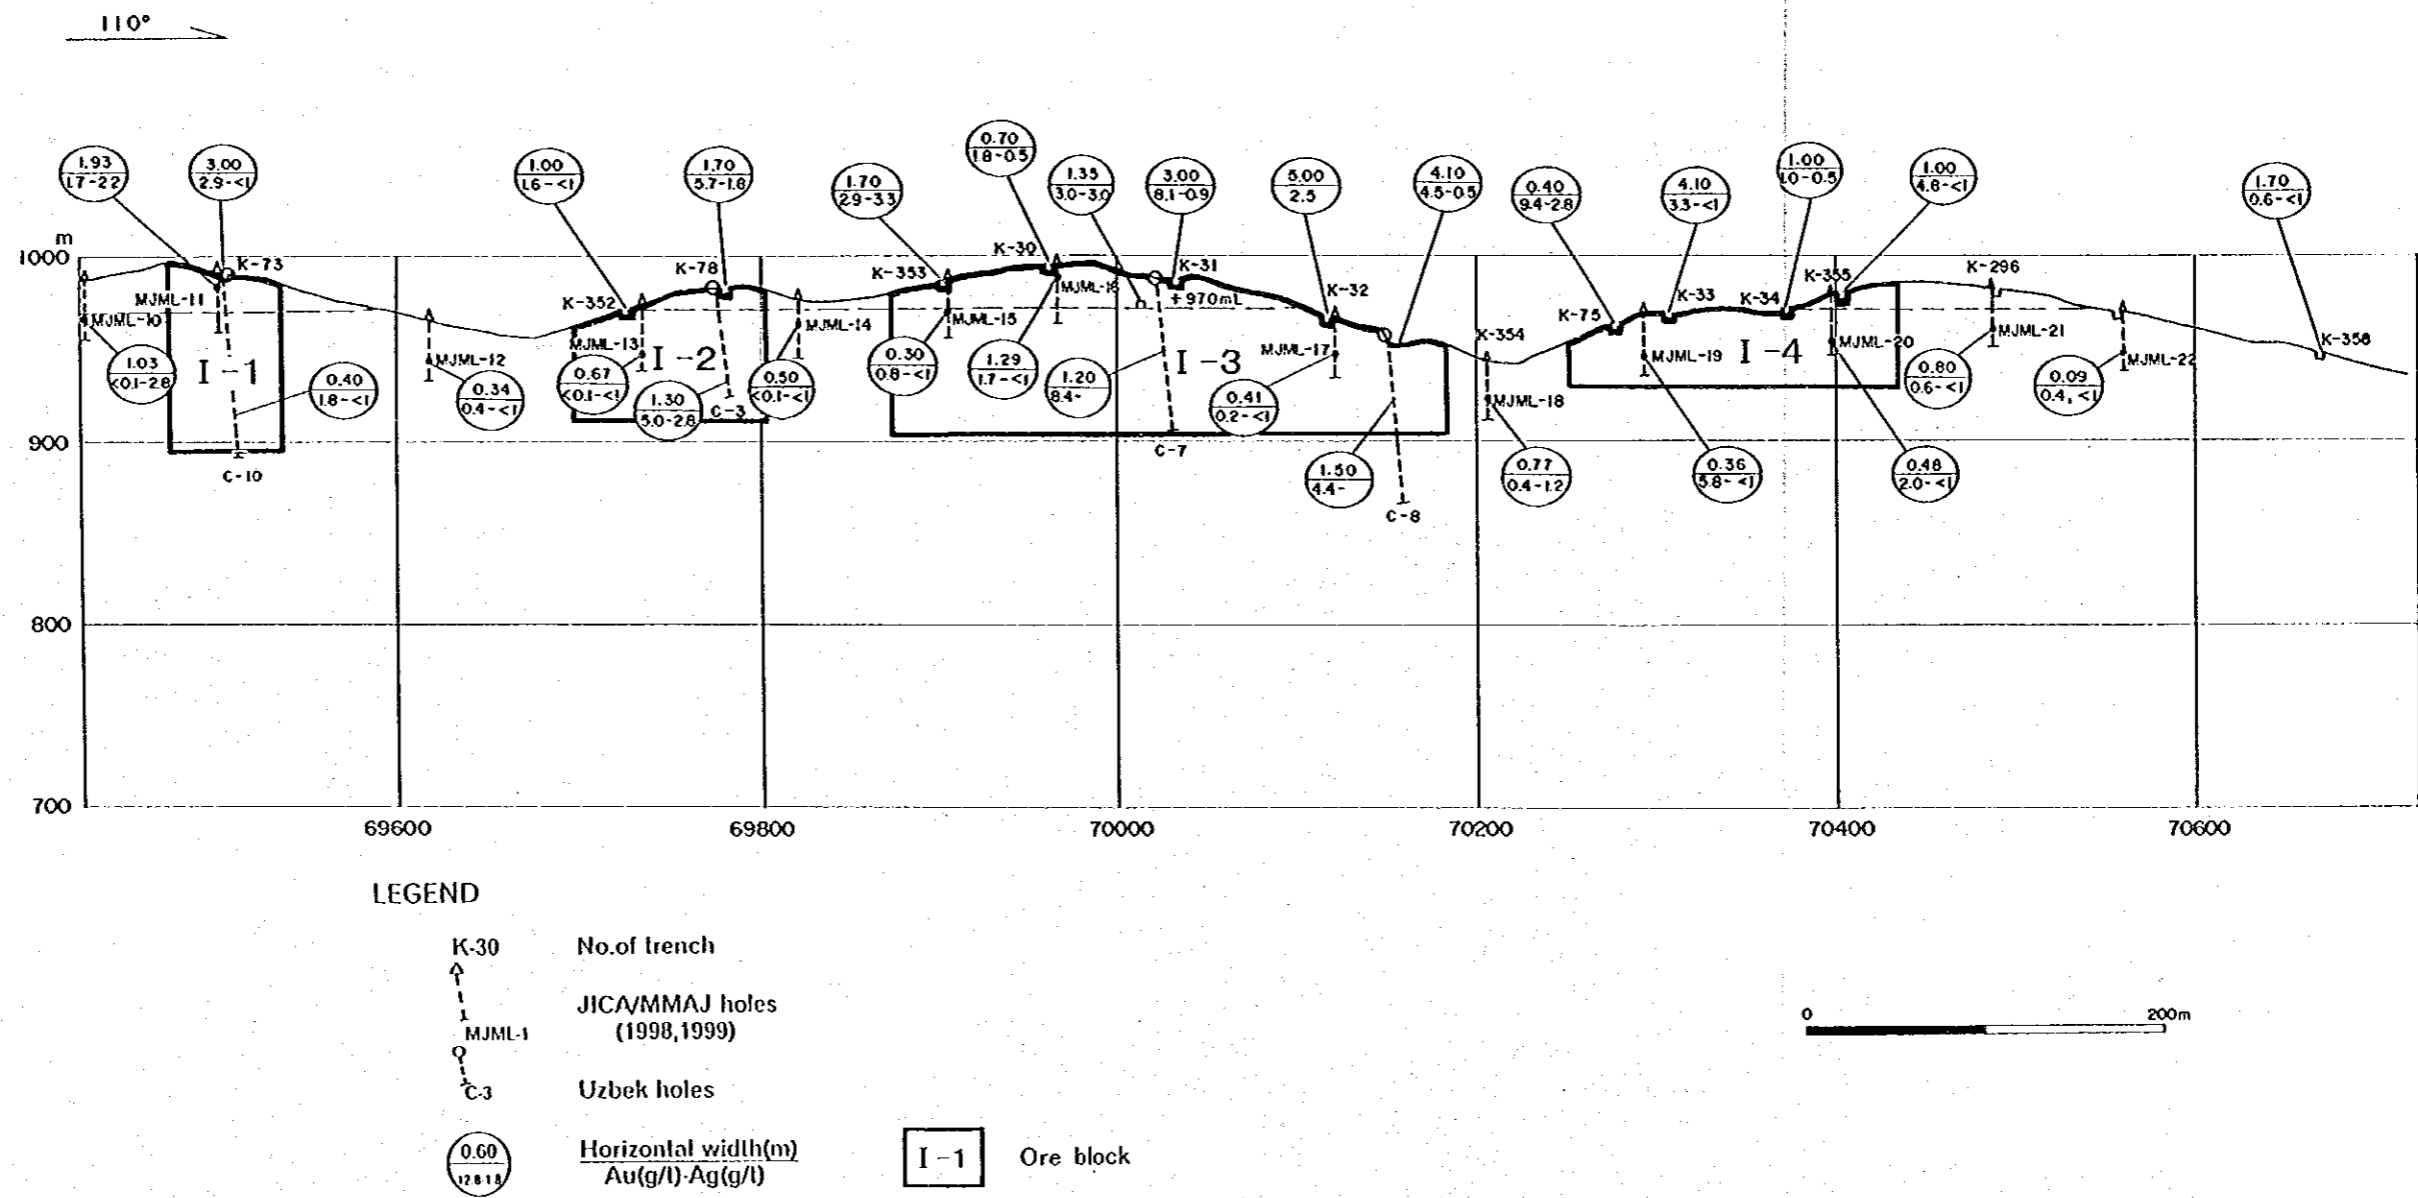 110°
0.70
1.8-0.5
1.93
1.7-2.2
3.00
2.9-<1
1.00
1.6-<1
1.70
5.7-1.8
1.70
2.9-3.3
1.35
3.0-3.0
3.00
8.1-0.9
5.00
2.5
4.10
4.5-0.5
0.40
9.4-2.8
4.10
3.3-<1
1.00
1.0-0.5
1.00
4.8-<1
1.70
0.6-<1
m
1000
K-73
K-78
K-353
K-30
K-31
K-32
K-33
K-34
K-355
K-296
MJML-11
K-352
MJML-16
+970mL
K-75
MJML-10
MJML-12
MJML-13
MJML-14
MJML-15
MJML-17
K-354
MJML-19
MJML-20
MJML-21
MJML-22
K-358
I-1
I-2
I-3
I-4
1.03
<0.1-2.8
0.40
1.8-<1
0.34
0.4-<1
0.67
<0.1-<1
1.30
5.0-2.8
C-3
0.50
<0.1-<1
0.30
0.8-<1
1.29
1.7-<1
1.20
8.4-
0.41
0.2-<1
MJML-18
0.80
0.6-<1
0.09
0.4, <1
900
C-10
C-7
1.50
4.4-
C-8
0.77
0.4-1.2
0.36
5.8-<1
0.48
2.0-<1
800
700
69600
69800
70000
70200
70400
70600
LEGEND
K-30 No.of trench
JICA/MMAJ holes
(1998,1999)
MJML-1
C-3 Uzbek holes
0 200m
0.60
12.8-1.8
Horizontal width(m)
Au(g/t)-Ag(g/t)
I-1 Ore block